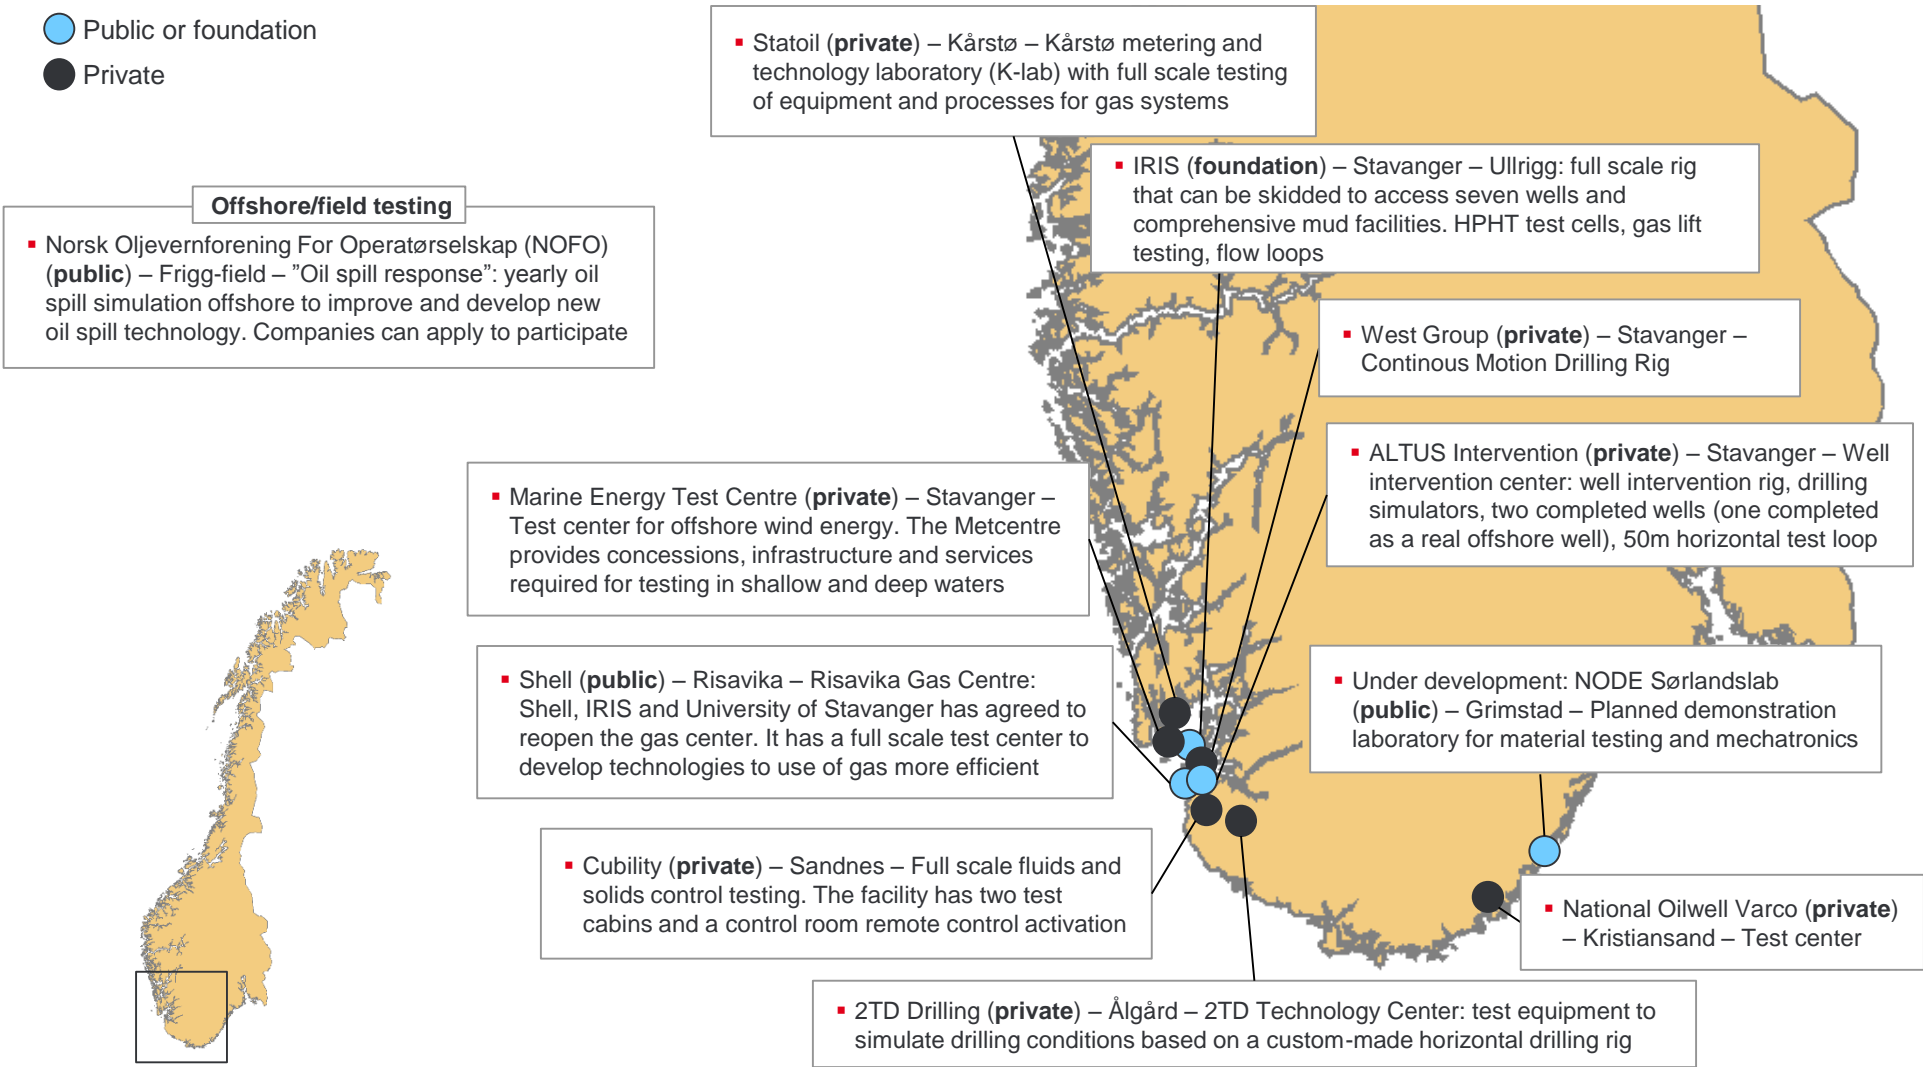 Public or foundation
Private
▪ Statoil (private) – Kårstø – Kårstø metering and
technology laboratory (K-lab) with full scale testing
of equipment and processes for gas systems
▪ IRIS (foundation) – Stavanger – Ullrigg: full scale rig
that can be skidded to access seven wells and
comprehensive mud facilities. HPHT test cells, gas lift
testing, flow loops
Offshore/field testing
▪ Norsk Oljevernforening For Operatørselskap (NOFO)
(public) – Frigg-field – ”Oil spill response”: yearly oil
spill simulation offshore to improve and develop new
oil spill technology. Companies can apply to participate
▪ West Group (private) – Stavanger –
Continous Motion Drilling Rig
▪ ALTUS Intervention (private) – Stavanger – Well
intervention center: well intervention rig, drilling
simulators, two completed wells (one completed
as a real offshore well), 50m horizontal test loop
▪ Marine Energy Test Centre (private) – Stavanger –
Test center for offshore wind energy. The Metcentre
provides concessions, infrastructure and services
required for testing in shallow and deep waters
▪ Shell (public) – Risavika – Risavika Gas Centre:
Shell, IRIS and University of Stavanger has agreed to
reopen the gas center. It has a full scale test center to
develop technologies to use of gas more efficient
▪ Under development: NODE Sørlandslab
(public) – Grimstad – Planned demonstration
laboratory for material testing and mechatronics
▪ Cubility (private) – Sandnes – Full scale fluids and
solids control testing. The facility has two test
cabins and a control room remote control activation
▪ National Oilwell Varco (private)
– Kristiansand – Test center
▪ 2TD Drilling (private) – Ålgård – 2TD Technology Center: test equipment to
simulate drilling conditions based on a custom-made horizontal drilling rig